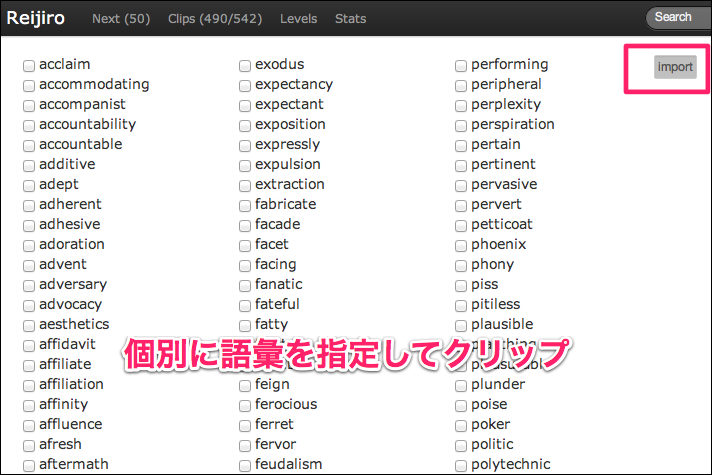 Reijiro Next (50) Clips (490/542) Levels Stats Search
import
acclaim exodus performing
accommodating expectancy peripheral
accompanist expectant perplexity
accountability exposition perspiration
accountable expressly pertain
additive expulsion pertinent
adept extraction pervasive
adherent fabricate pervert
adhesive facade petticoat
adoration facet phoenix
advent facing phony
adversary fanatic piss
advocacy fateful pitiless
aesthetics fatty plausible
affidavit
個別に語彙を指定してクリップ
affiliate
affiliation feign plunder
affinity ferocious poise
affluence ferret poker
afresh fervor politic
aftermath feudalism polytechnic